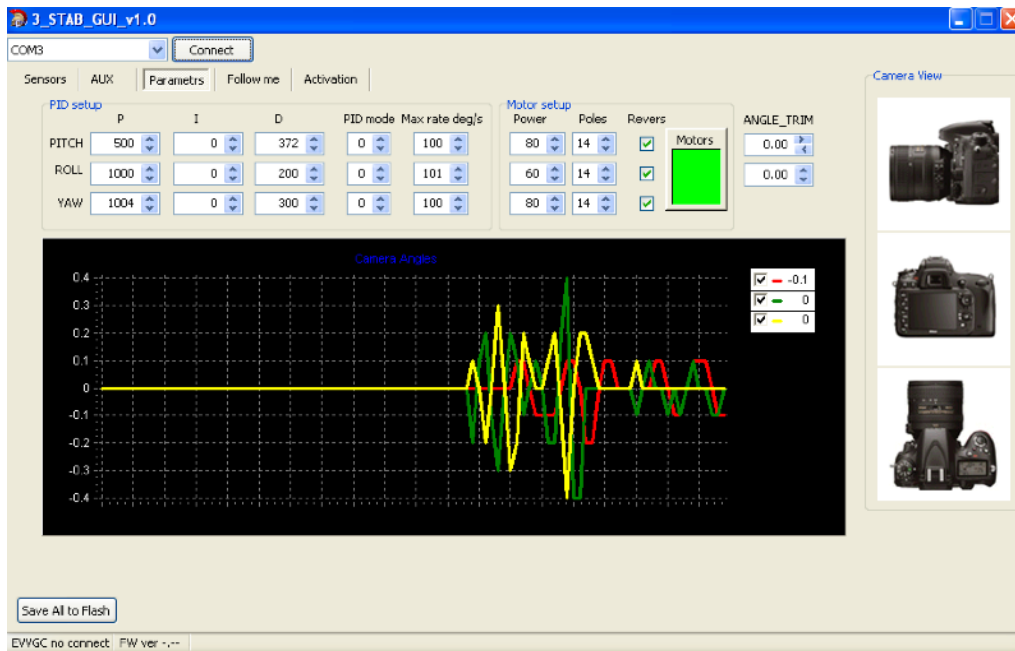 3_STAB_GUI_v1.0
COM3 Connect
Sensors AUX Parametrs Follow me Activation
Camera View
PID setup Motor setup
P I D PID mode Max rate deg/s Power Poles Revers ANGLE_TRIM
PITCH 500 0 372 0 100 80 14 Motors 0.00
ROLL 1000 0 200 0 101 60 14 0.00
YAW 1004 0 300 0 100 80 14
Camera Angles
0.4
0.3
0.2
0.1
0
-0.1
-0.2
-0.3
-0.4
-0.1
0
0
Save All to Flash
EVVGC no connect FW ver -,--